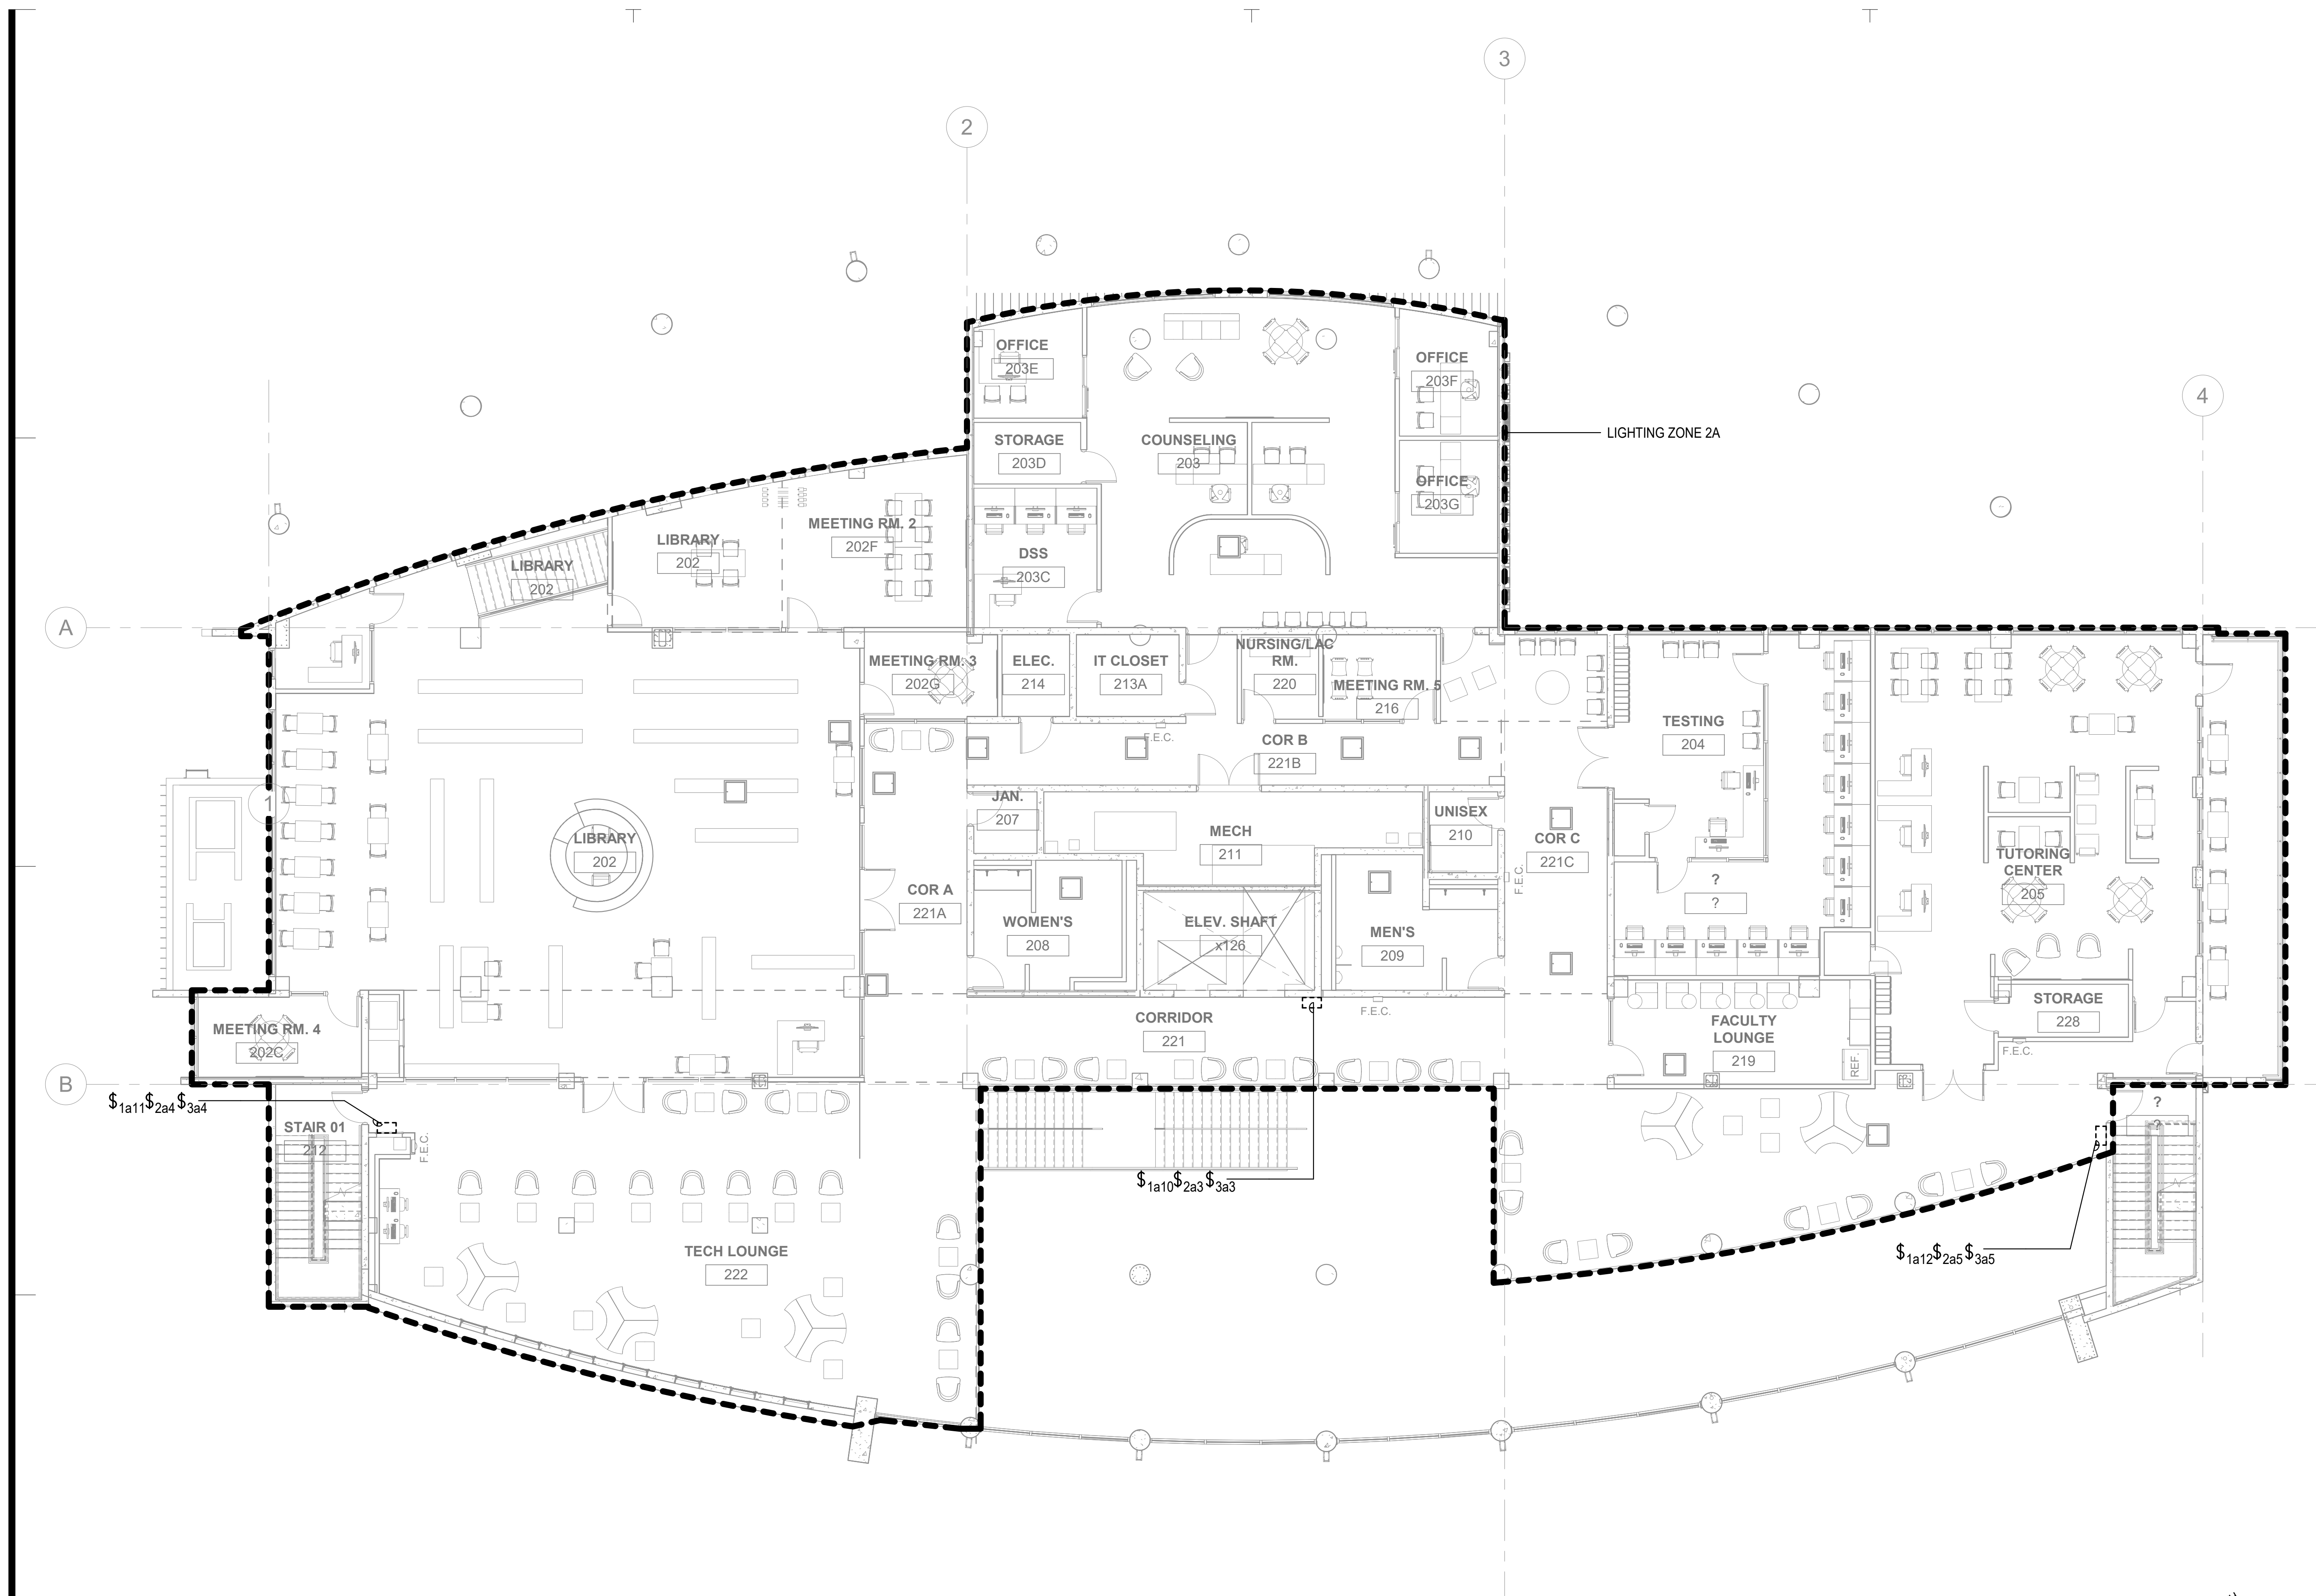 3
2
4
A
B
1
LIGHTING ZONE 2A
OFFICE
203E
OFFICE
203F
STORAGE
203D
COUNSELING
203
OFFICE
203G
MEETING RM. 2
202F
LIBRARY
202
LIBRARY
202
DSS
203C
MEETING RM. 3
202G
ELEC.
214
IT CLOSET
213A
NURSING/LAC
RM.
220
MEETING RM. 5
216
F.E.C.
COR B
221B
TESTING
204
JAN.
207
MECH
211
UNISEX
210
COR C
221C
F.E.C.
LIBRARY
202
COR A
221A
WOMEN'S
208
ELEV. SHAFT
x126
MEN'S
209
?
?
TUTORING
CENTER
205
MEETING RM. 4
202C
CORRIDOR
221
F.E.C.
FACULTY
LOUNGE
219
REF.
STORAGE
228
F.E.C.
$1a11$2a4$3a4
STAIR 01
212
F.E.C.
?
?
$1a10$2a3$3a3
TECH LOUNGE
222
$1a12$2a5$3a5